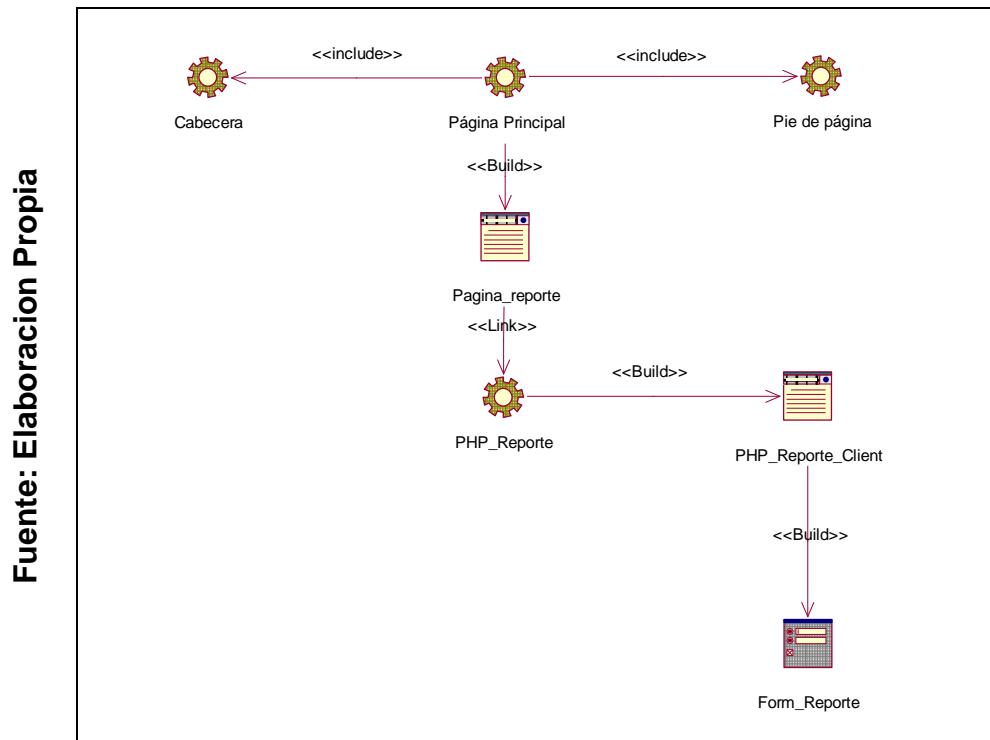 Fuente: Elaboracion Propia
<<include>>
<<include>>
Cabecera
Página Principal
Pie de página
<<Build>>
Pagina_reporte
<<Link>>
<<Build>>
PHP_Reporte
PHP_Reporte_Client
<<Build>>
Form_Reporte